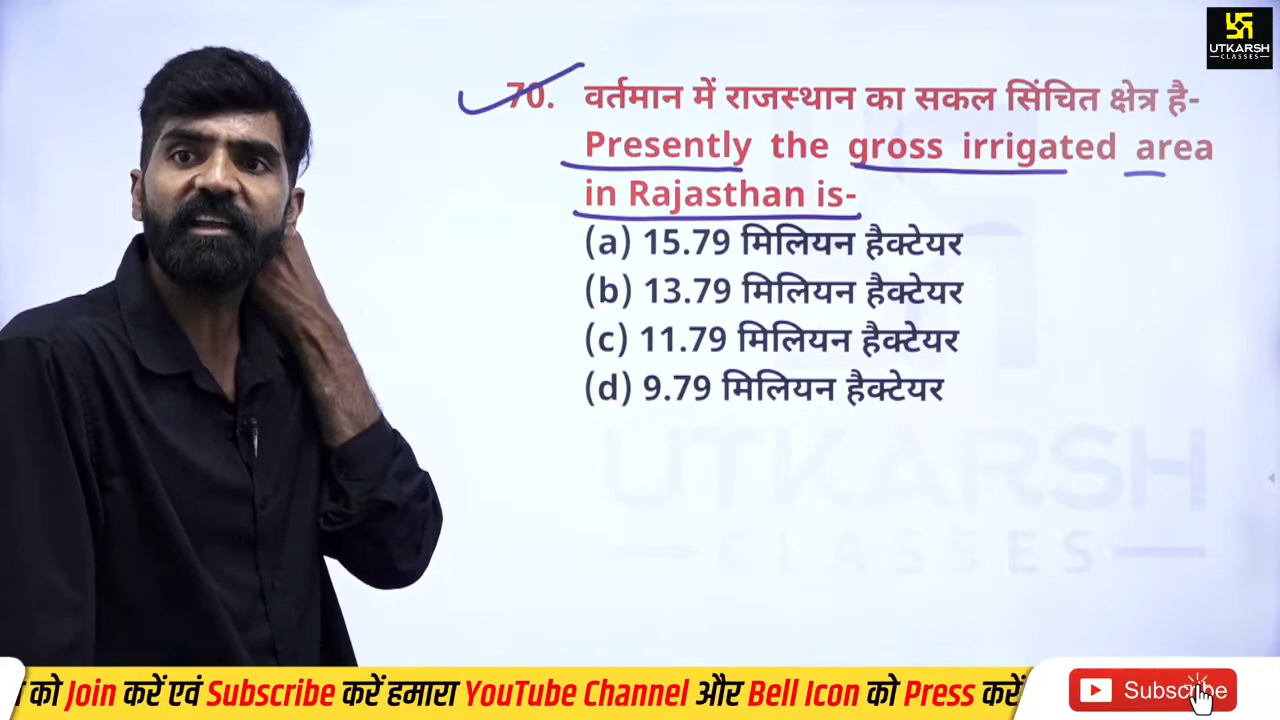 UTKARSH
CLASSES
70. वर्तमान में राजस्थान का सकल सिंचित क्षेत्र है-
Presently the gross irrigated area
in Rajasthan is-
(a) 15.79 मिलियन हैक्टेयर
(b) 13.79 मिलियन हैक्टेयर
(c) 11.79 मिलियन हैक्टेयर
(d) 9.79 मिलियन हैक्टेयर
UTKARSH
CLASSES
को Join करें एवं Subscribe करें हमारा YouTube Channel और Bell Icon को Press करें
Subscribe